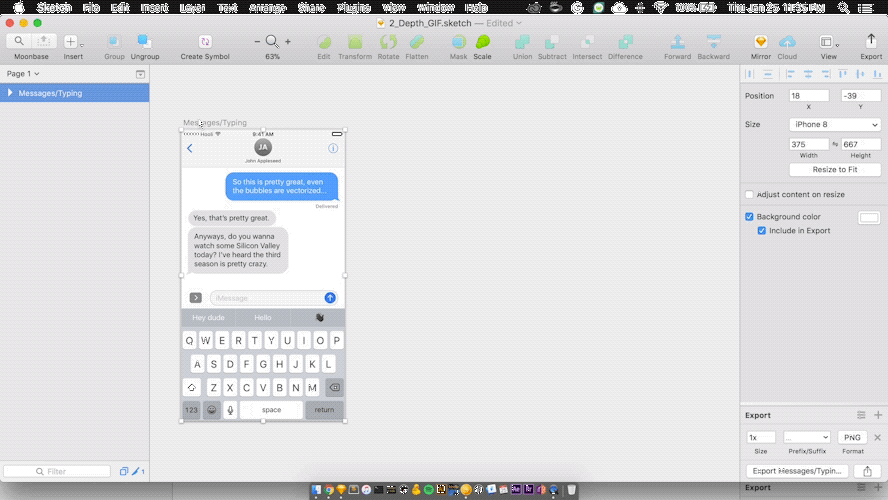 Sketch File Edit Insert Layer Text Arrange Share Plugins View Window Help
2_Depth_GIF.sketch — Edited
Moonbase Insert Group Ungroup Create Symbol 63% Edit Transform Rotate Flatten Mask Scale Union Subtract Intersect Difference Forward Backward Mirror Cloud View Export
Page 1
Messages/Typing
Filter
1
Messages/Typing
9:41 AM
JA
John Appleseed
So this is pretty great, even
the bubbles are vectorized...
Delivered
Yes, that's pretty great.
Anyways, do you wanna
watch some Silicon Valley
today? I've heard the third
season is pretty crazy.
iMessage
Hey dude Hello
Q W E R T Y U I O P
A S D F G H J K L
Z X C V B N M
123 space return
Position 18 -39
X Y
Size iPhone 8
375 667
Width Height
Resize to Fit
Adjust content on resize
Background color
Include in Export
Export
1x ... PNG
Size Prefix/Suffix Format
Export Messages/Typin...
Export